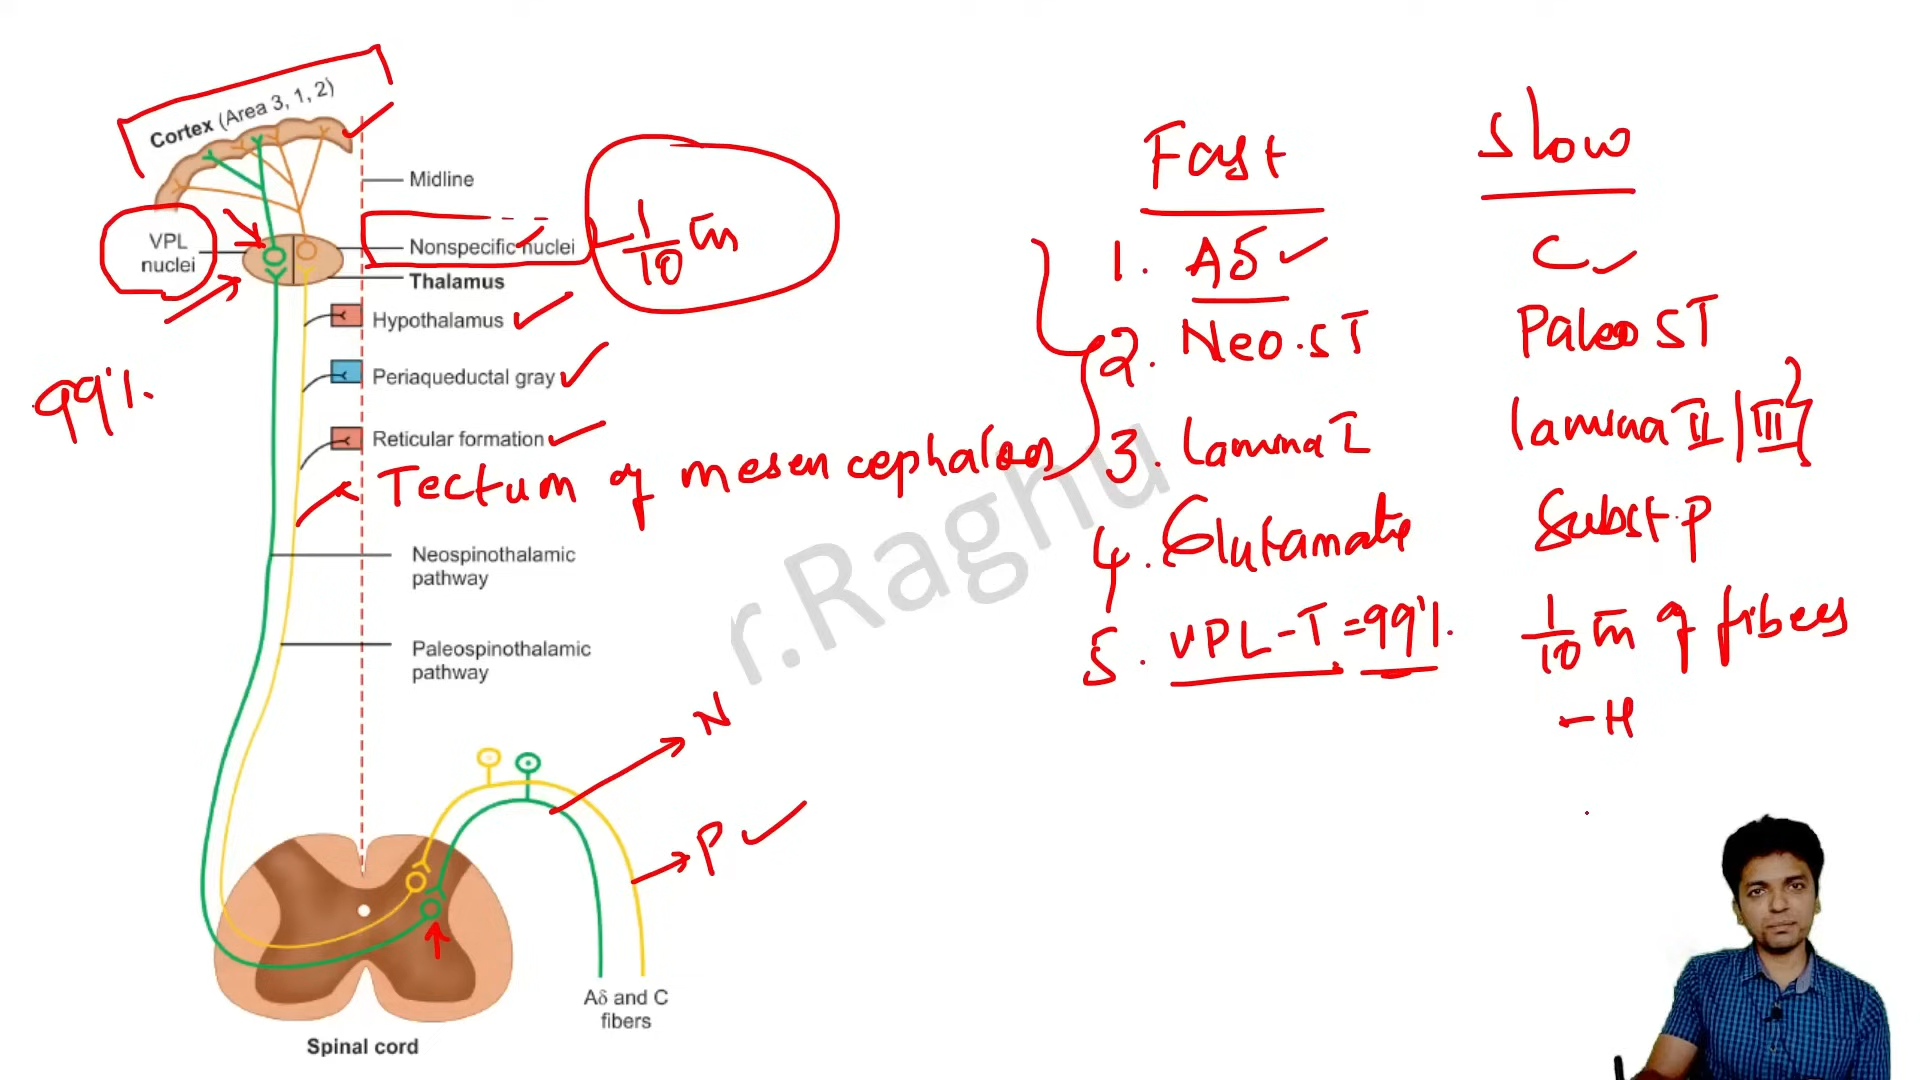 Cortex (Area 3, 1, 2)
Midline
VPL
nuclei
Nonspecific nuclei
1/10 m̄
Thalamus
Hypothalamus
99%.
Periaqueductal gray
Reticular formation
Tectum of mesencephalon
Neospinothalamic
pathway
Paleospinothalamic
pathway
N
P
Aδ and C
fibers
Spinal cord
Fast Slow
1. Aδ C
2. Neo.ST Paleo ST
3. Lamina I lamina II/III
4. Glutamate Subst.P
5. VPL-T=99%. 1/10 m̄ of fibers
- H
r.Raghu